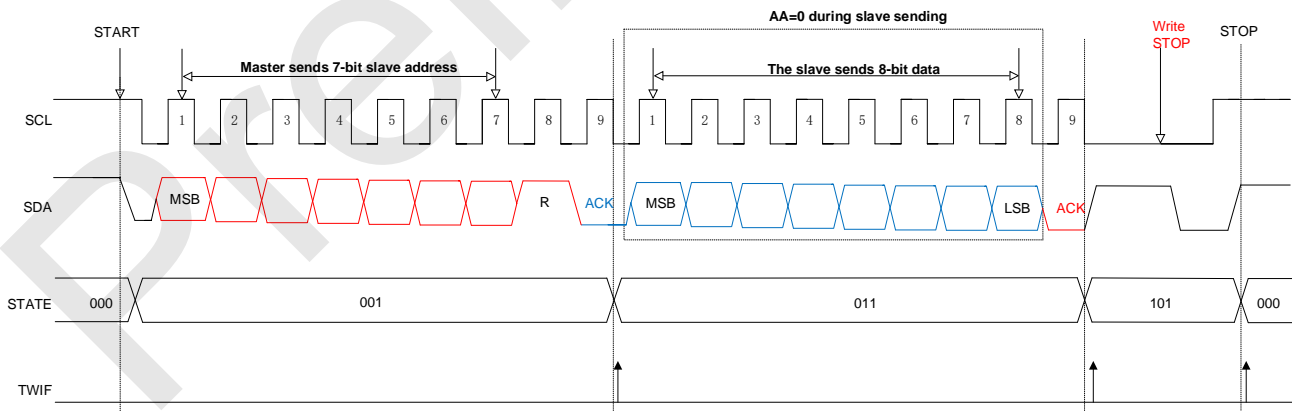 AA=0 during slave sending
START
Write
STOP
STOP
Master sends 7-bit slave address
The slave sends 8-bit data
SCL
1 2 3 4 5 6 7 8 9 1 2 3 4 5 6 7 8 9
SDA
MSB R ACK MSB LSB ACK
STATE
000 001 011 101 000
TWIF